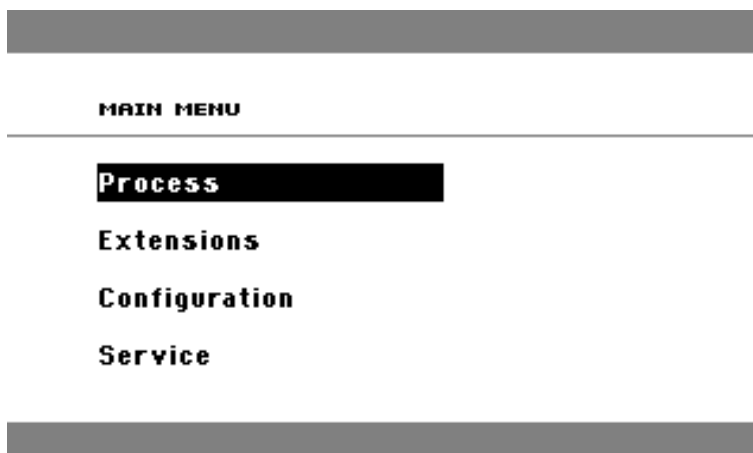 MAIN MENU
Process
Extensions
Configuration
Service